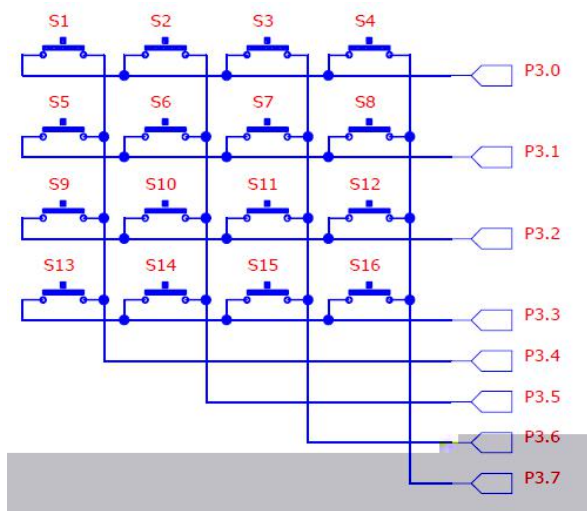 S1 S2 S3 S4
P3.0
S5 S6 S7 S8
P3.1
S9 S10 S11 S12
P3.2
S13 S14 S15 S16
P3.3
P3.4
P3.5
P3.6
P3.7